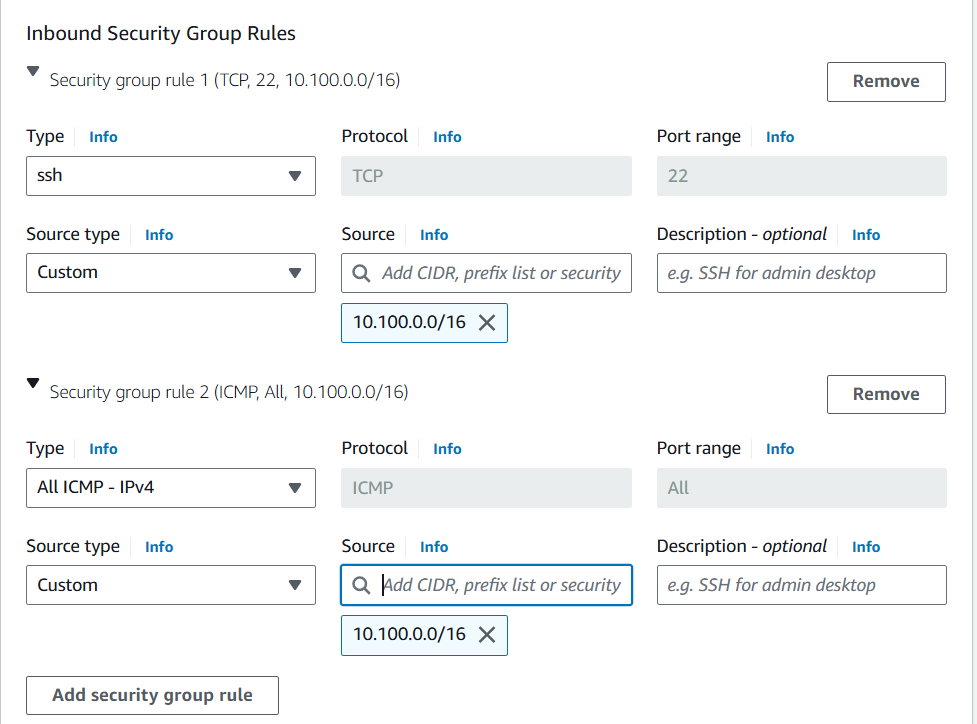 Inbound Security Group Rules
Security group rule 1 (TCP, 22, 10.100.0.0/16)
Remove
Type Info Protocol Info Port range Info
ssh TCP 22
Source type Info Source Info Description - optional Info
Custom Add CIDR, prefix list or security e.g. SSH for admin desktop
10.100.0.0/16
Security group rule 2 (ICMP, All, 10.100.0.0/16)
Remove
Type Info Protocol Info Port range Info
All ICMP - IPv4 ICMP All
Source type Info Source Info Description - optional Info
Custom Add CIDR, prefix list or security e.g. SSH for admin desktop
10.100.0.0/16
Add security group rule